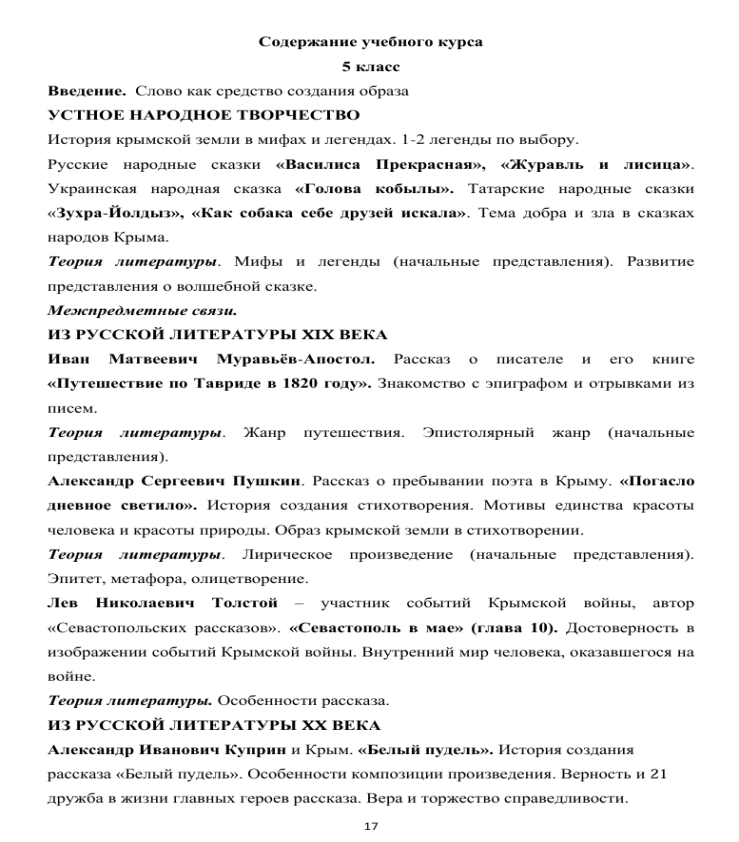 Содержание учебного курса
5 класс
Введение. Слово как средство создания образа
УСТНОЕ НАРОДНОЕ ТВОРЧЕСТВО
История крымской земли в мифах и легендах. 1-2 легенды по выбору.
Русские народные сказки «Василиса Прекрасная», «Журавль и лисица».
Украинская народная сказка «Голова кобылы». Татарские народные сказки
«Зухра-Йолдыз», «Как собака себе друзей искала». Тема добра и зла в сказках
народов Крыма.
Теория литературы. Мифы и легенды (начальные представления). Развитие
представления о волшебной сказке.
Межпредметные связи.
ИЗ РУССКОЙ ЛИТЕРАТУРЫ XIX ВЕКА
Иван Матвеевич Муравьёв-Апостол. Рассказ о писателе и его книге
«Путешествие по Тавриде в 1820 году». Знакомство с эпиграфом и отрывками из
писем.
Теория литературы. Жанр путешествия. Эпистолярный жанр (начальные
представления).
Александр Сергеевич Пушкин. Рассказ о пребывании поэта в Крыму. «Погасло
дневное светило». История создания стихотворения. Мотивы единства красоты
человека и красоты природы. Образ крымской земли в стихотворении.
Теория литературы. Лирическое произведение (начальные представления).
Эпитет, метафора, олицетворение.
Лев Николаевич Толстой – участник событий Крымской войны, автор
«Севастопольских рассказов». «Севастополь в мае» (глава 10). Достоверность в
изображении событий Крымской войны. Внутренний мир человека, оказавшегося на
войне.
Теория литературы. Особенности рассказа.
ИЗ РУССКОЙ ЛИТЕРАТУРЫ XX ВЕКА
Александр Иванович Куприн и Крым. «Белый пудель». История создания
рассказа «Белый пудель». Особенности композиции произведения. Верность и 21
дружба в жизни главных героев рассказа. Вера и торжество справедливости.
17